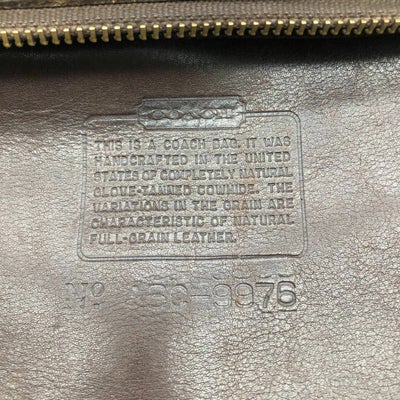 COACH
THIS IS A COACH BAG. IT WAS
HANDCRAFTED IN THE UNITED
STATES OF COMPLETELY NATURAL
GLOVE-TANNED COWHIDE. THE
VARIATIONS IN THE GRAIN ARE
CHARACTERISTIC OF NATURAL
FULL-GRAIN LEATHER.
Nº